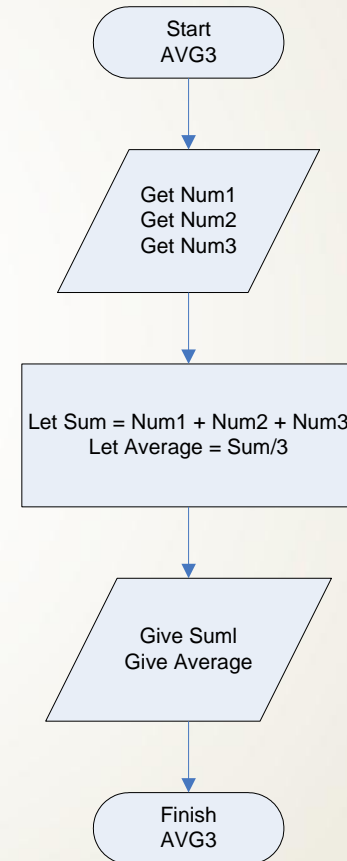 Start
AVG3
Get Num1
Get Num2
Get Num3
Let Sum = Num1 + Num2 + Num3
Let Average = Sum/3
Give Suml
Give Average
Finish
AVG3